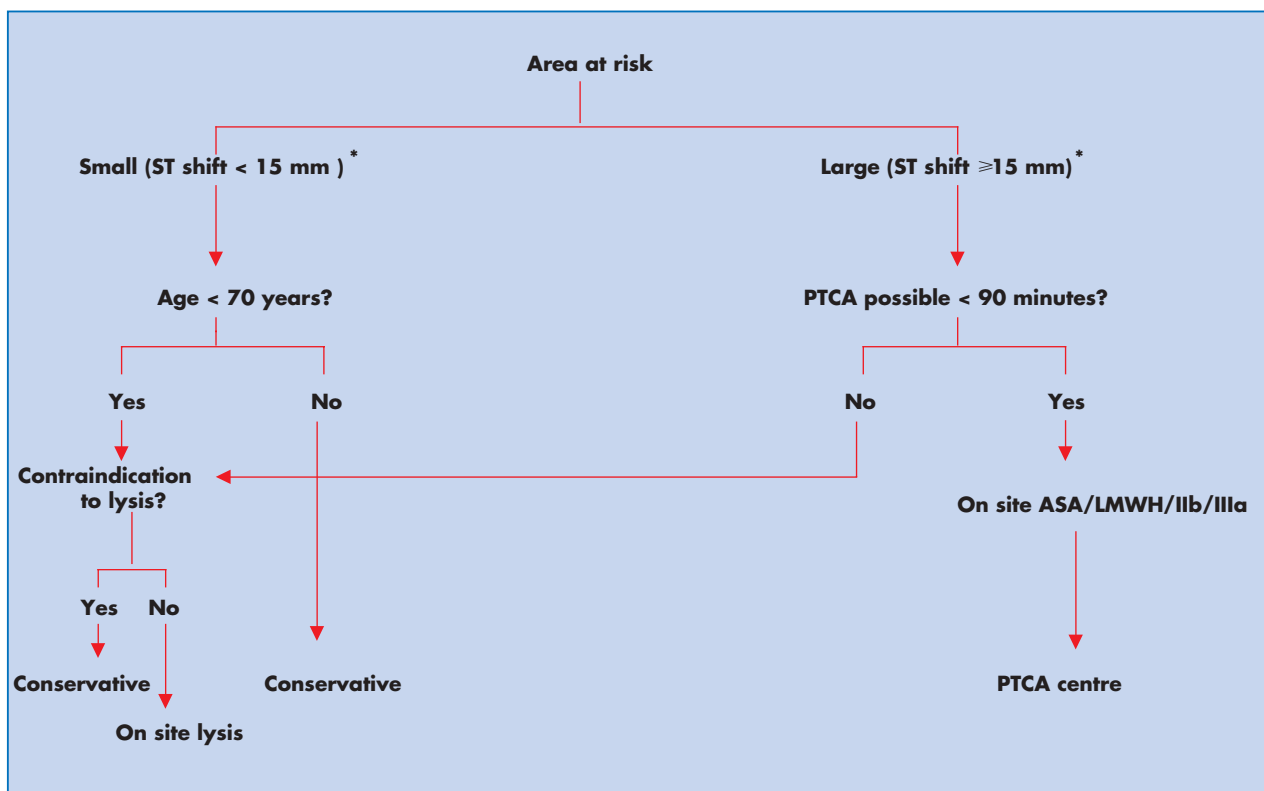 Area at risk
Small (ST shift < 15 mm )*
Large (ST shift ⩾15 mm)*
Age < 70 years?
PTCA possible < 90 minutes?
Yes
No
No
Yes
Contraindication
to lysis?
On site ASA/LMWH/IIb/IIIa
Yes
No
Conservative
Conservative
PTCA centre
On site lysis